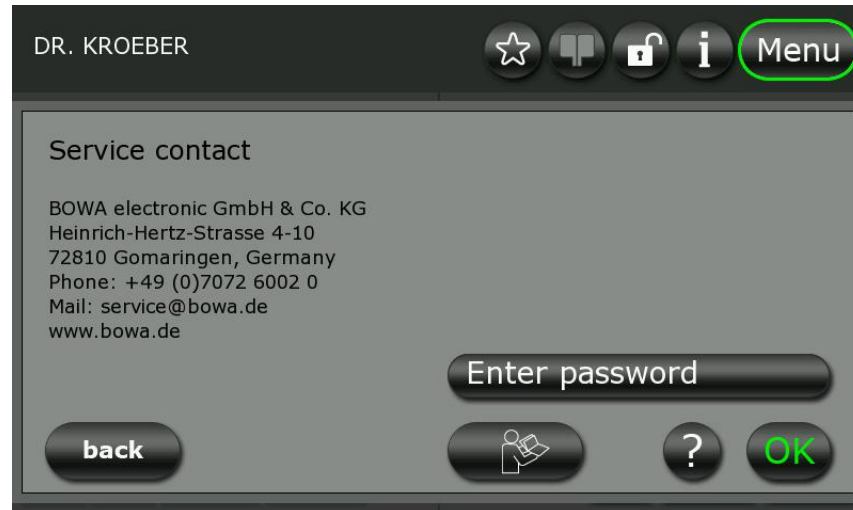 DR. KROEBER
i
Menu
Service contact
BOWA electronic GmbH & Co. KG
Heinrich-Hertz-Strasse 4-10
72810 Gomaringen, Germany
Phone: +49 (0)7072 6002 0
Mail: service@bowa.de
www.bowa.de
Enter password
back
?
OK